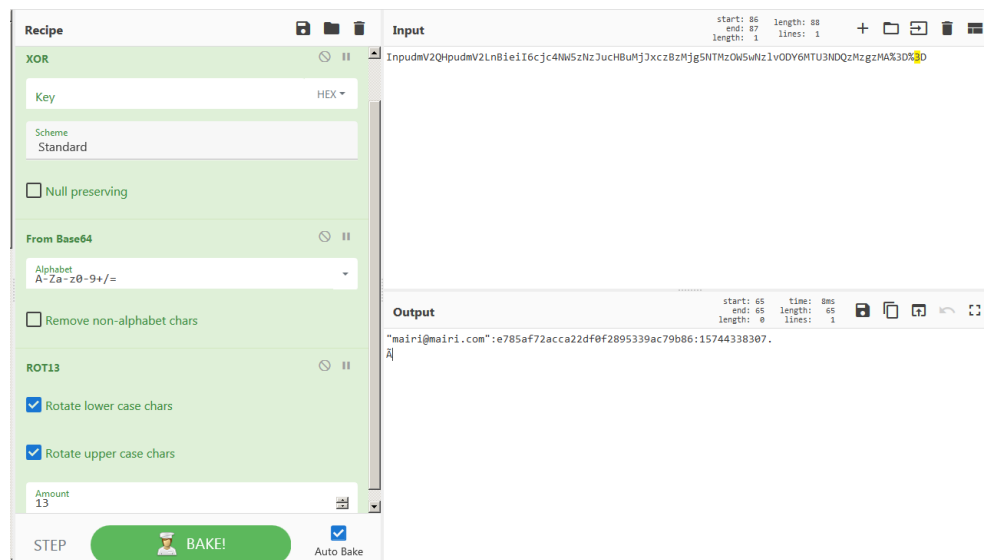 Recipe
XOR
Key
HEX
Scheme
Standard
Null preserving
From Base64
Alphabet
A-Za-z0-9+/=
Remove non-alphabet chars
ROT13
Rotate lower case chars
Rotate upper case chars
Amount
13
STEP
BAKE!
Auto Bake
Input
start: 86
end: 87
length: 1
length: 88
lines: 1
InpudmV2QHpudmV2LnBieiI6cjc4NW5zNzJucHBuMjJxczBzMjg5NTMzOW5wNzlvODY6MTU3NDQzMzgzMA%3D%3D
Output
start: 65
end: 65
length: 0
time: 8ms
length: 65
lines: 1
"mairi@mairi.com":e785af72acca22df0f2895339ac79b86:15744338307.
Ã